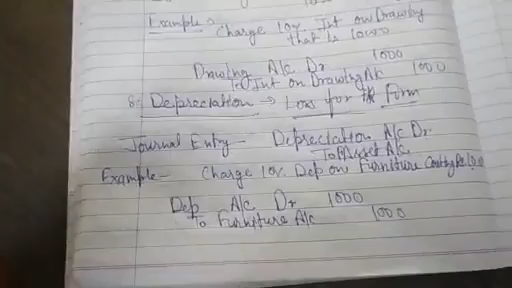 Example →
Charge 10% Int on Drawing
that is 10000
Drawing A/c Dr 1000
To Int on Drawing A/c 1000
8. Depreciation → Loss for the Form
Journal Entry - Depreciation A/c Dr
To Asset A/c
Example - Charge 10% Dep on Furniture Costing Rs.
Dep A/c Dr 1000
To Furniture A/c 1000